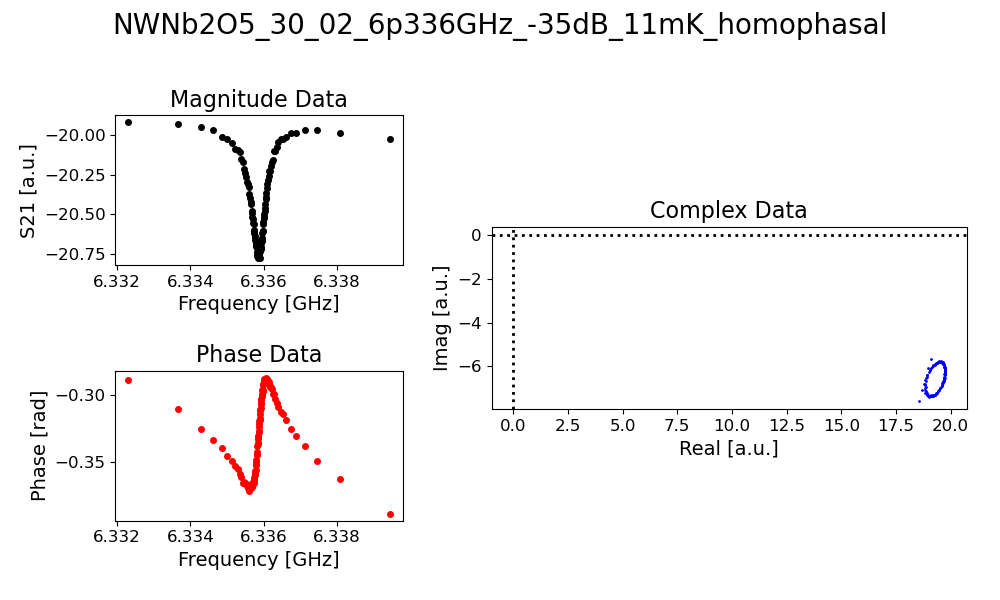 NWNb2O5_30_02_6p336GHz_-35dB_11mK_homophasal
Magnitude Data
S21 [a.u.]
−20.00
−20.25
−20.50
−20.75
6.332 6.334 6.336 6.338
Frequency [GHz]
Phase Data
Phase [rad]
−0.30
−0.35
6.332 6.334 6.336 6.338
Frequency [GHz]
Complex Data
Imag [a.u.]
0
−2
−4
−6
0.0 2.5 5.0 7.5 10.0 12.5 15.0 17.5 20.0
Real [a.u.]